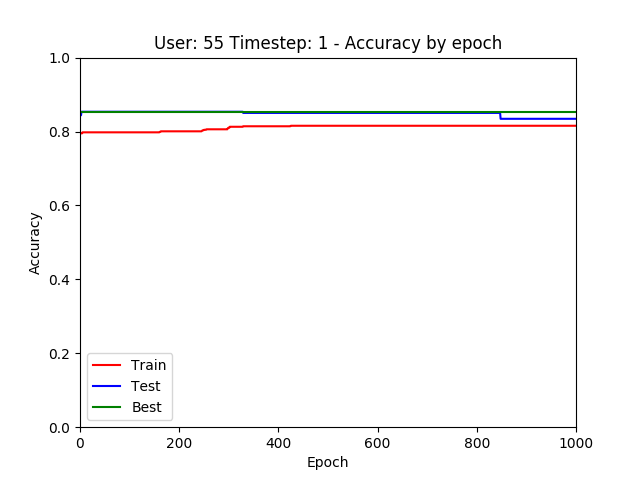 User: 55 Timestep: 1 - Accuracy by epoch
1.0
0.8
0.6
0.4
0.2
0.0
Accuracy
Train
Test
Best
0 200 400 600 800 1000
Epoch